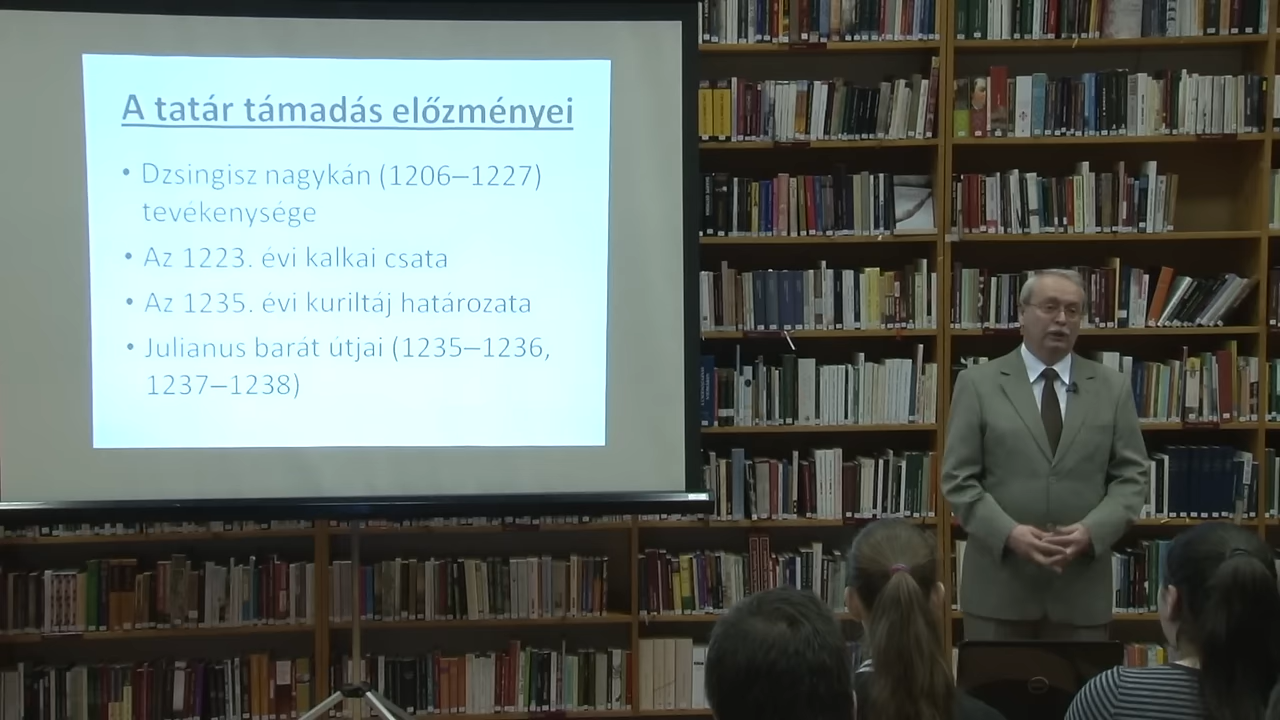 A tatár támadás előzményei
• Dzsingisz nagykán (1206–1227)
tevékenysége
• Az 1223. évi kalkai csata
• Az 1235. évi kuriltáj határozata
• Julianus barát útjai (1235–1236,
1237–1238)